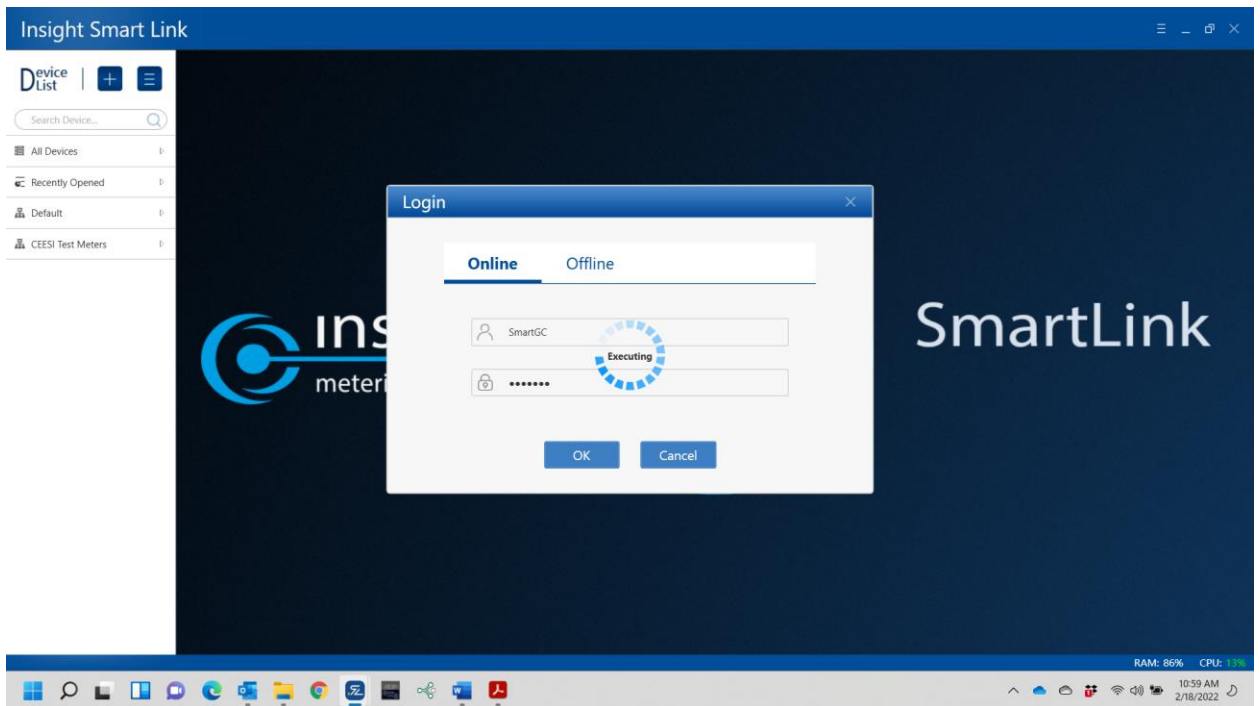 Insight Smart Link
Device List
Search Device...
All Devices
Recently Opened
Default
CEESI Test Meters
Login
Online Offline
SmartGC
Executing
•••••••
OK Cancel
SmartLink
RAM: 86% CPU: 13%
10:59 AM
2/18/2022